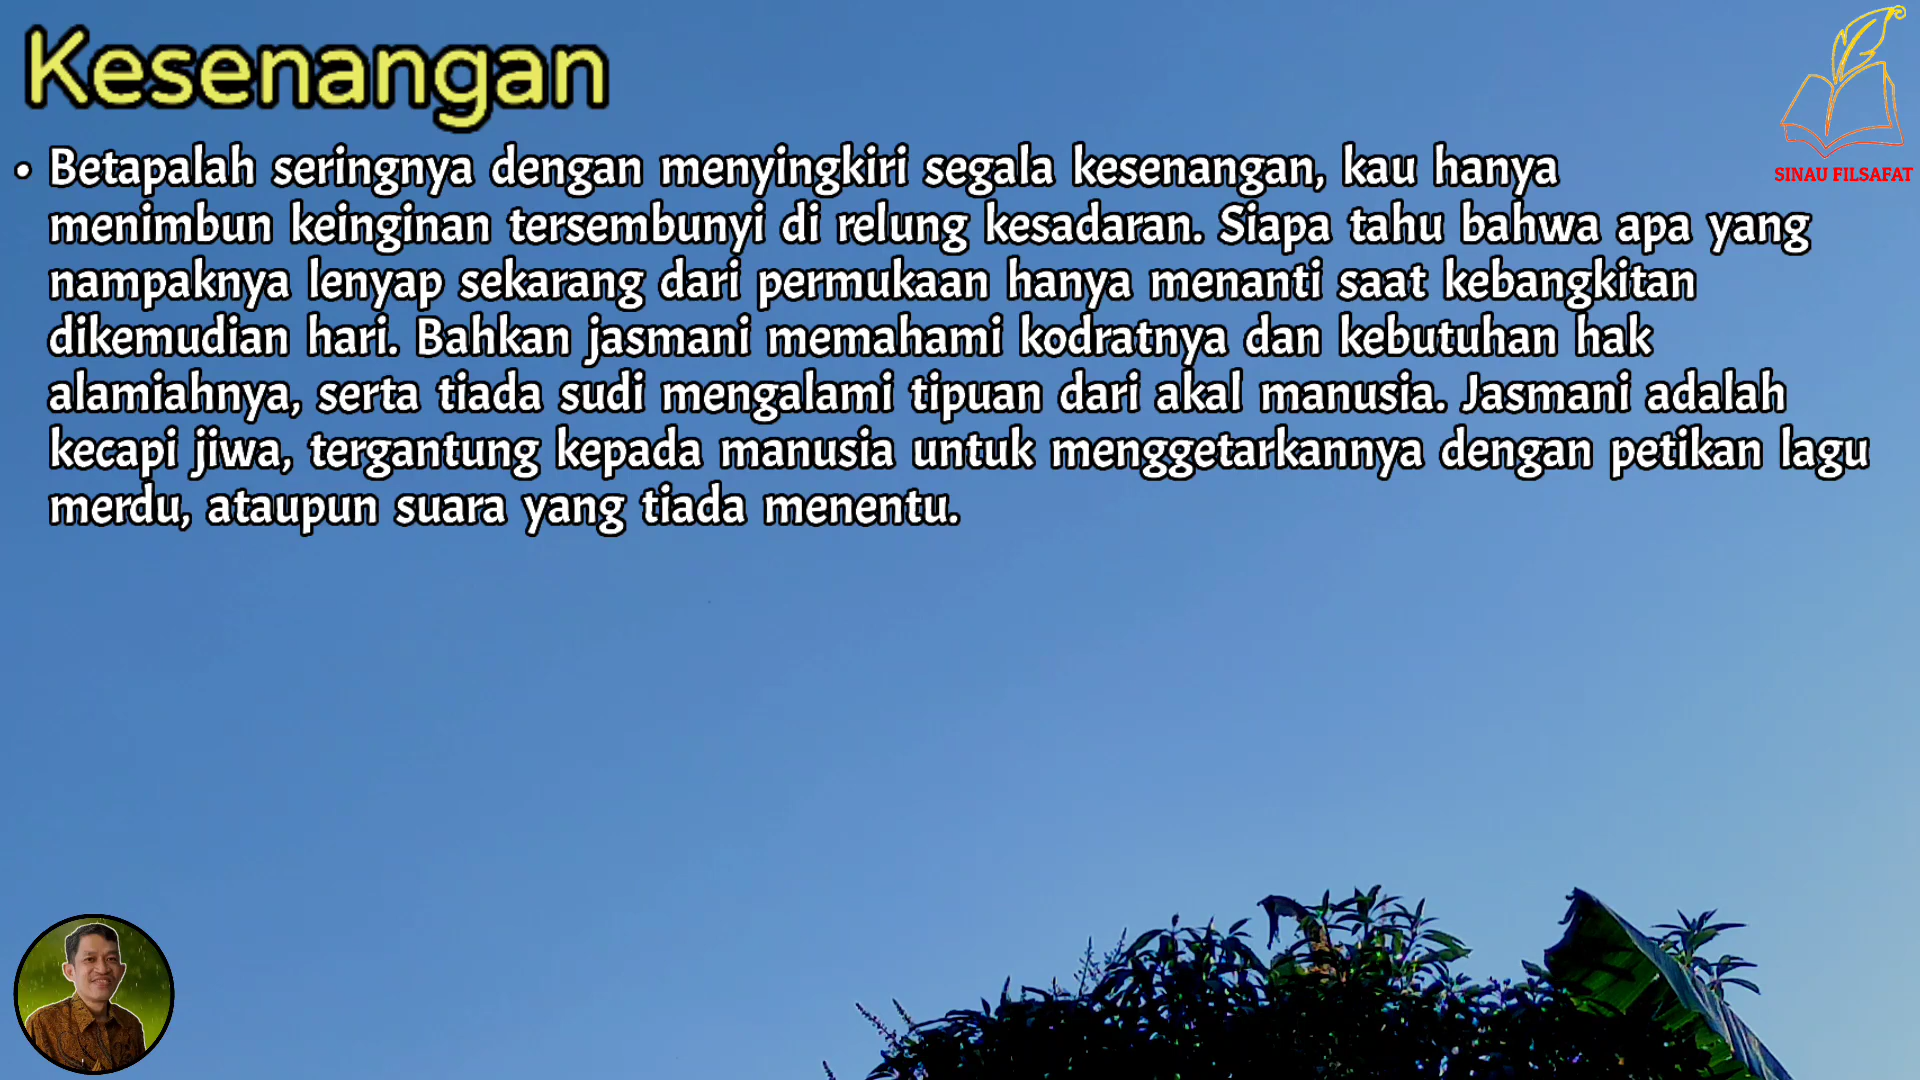 Kesenangan
SINAU FILSAFAT
• Betapalah seringnya dengan menyingkiri segala kesenangan, kau hanya
menimbun keinginan tersembunyi di relung kesadaran. Siapa tahu bahwa apa yang
nampaknya lenyap sekarang dari permukaan hanya menanti saat kebangkitan
dikemudian hari. Bahkan jasmani memahami kodratnya dan kebutuhan hak
alamiahnya, serta tiada sudi mengalami tipuan dari akal manusia. Jasmani adalah
kecapi jiwa, tergantung kepada manusia untuk menggetarkannya dengan petikan lagu
merdu, ataupun suara yang tiada menentu.